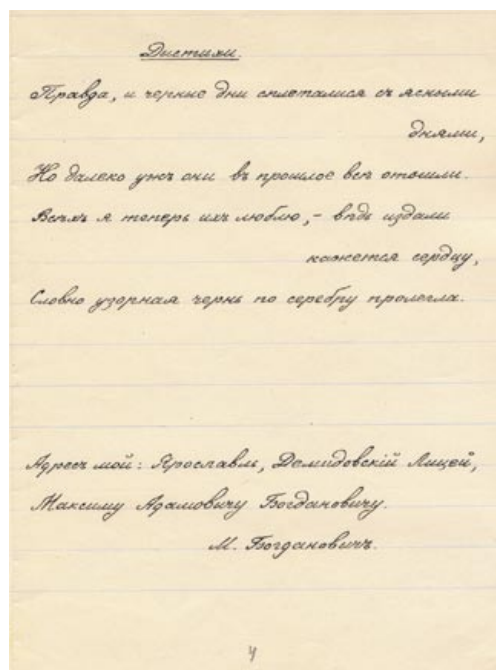 Дистихи.
Правда, и черные дни сплеталися съ ясными
днями,
Но далеко ужъ они въ прошлое всѣ отошли.
Всѣхъ я теперь ихъ люблю, – вѣдь издали
кажется сердцу,
Словно узорная чернь по серебру пролегла.
Адресъ мой: Ярославль, Демидовскій Лицей,
Максиму Адамовичу Богдановичу.
М. Богдановичъ.
4